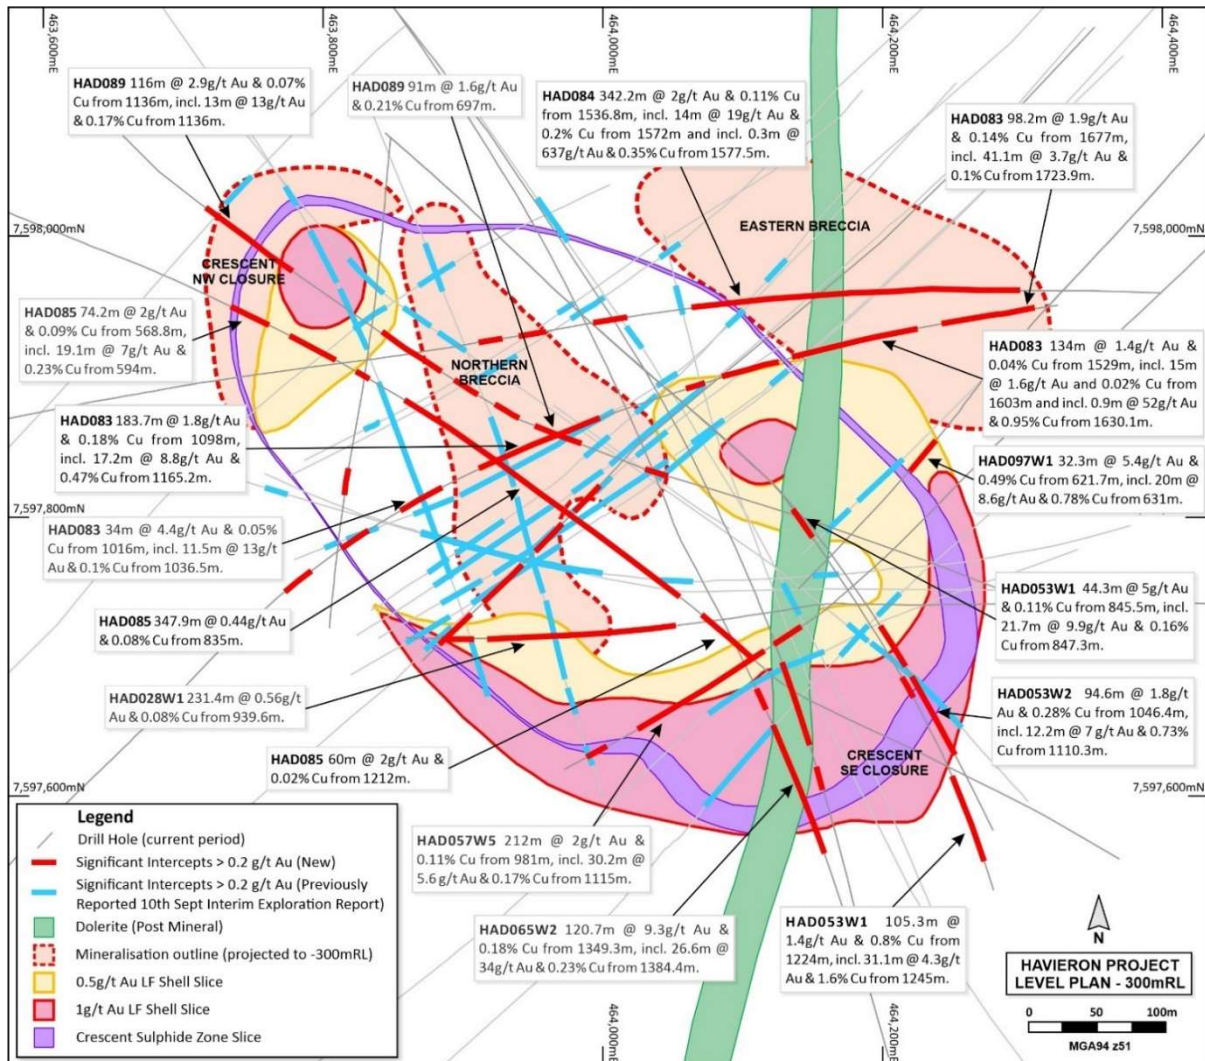 463,600mE
463,800mE
464,000mE
464,200mE
464,400mE
HAD089 116m @ 2.9g/t Au & 0.07%
Cu from 1136m, incl. 13m @ 13g/t Au
& 0.17% Cu from 1136m.
HAD089 91m @ 1.6g/t Au &
0.21% Cu from 697m.
HAD084 342.2m @ 2g/t Au & 0.11% Cu
from 1536.8m, incl. 14m @ 19g/t Au &
0.2% Cu from 1572m and incl. 0.3m @
637g/t Au & 0.35% Cu from 1577.5m.
HAD083 98.2m @ 1.9g/t Au
& 0.14% Cu from 1677m,
incl. 41.1m @ 3.7g/t Au &
0.1% Cu from 1723.9m.
7,598,000mN
7,598,000mN
EASTERN BRECCIA
CRESCENT
NW CLOSURE
HAD085 74.2m @ 2g/t Au
& 0.09% Cu from 568.8m,
incl. 19.1m @ 7g/t Au &
0.23% Cu from 594m.
NORTHERN
BRECCIA
HAD083 134m @ 1.4g/t Au &
0.04% Cu from 1529m, incl. 15m
@ 1.6g/t Au and 0.02% Cu from
1603m and incl. 0.9m @ 52g/t Au
& 0.95% Cu from 1630.1m.
HAD083 183.7m @ 1.8g/t Au
& 0.18% Cu from 1098m,
incl. 17.2m @ 8.8g/t Au &
0.47% Cu from 1165.2m.
HAD097W1 32.3m @ 5.4g/t Au &
0.49% Cu from 621.7m, incl. 20m @
8.6g/t Au & 0.78% Cu from 631m.
7,597,800mN
HAD083 34m @ 4.4g/t Au & 0.05%
Cu from 1016m, incl. 11.5m @ 13g/t
Au & 0.1% Cu from 1036.5m.
HAD053W1 44.3m @ 5g/t Au
& 0.11% Cu from 845.5m, incl.
21.7m @ 9.9g/t Au & 0.16%
Cu from 847.3m.
HAD085 347.9m @ 0.44g/t Au
& 0.08% Cu from 835m.
HAD028W1 231.4m @ 0.56g/t
Au & 0.08% Cu from 939.6m.
HAD053W2 94.6m @ 1.8g/t
Au & 0.28% Cu from 1046.4m,
incl. 12.2m @ 7 g/t Au & 0.73%
Cu from 1110.3m.
HAD085 60m @ 2g/t Au &
0.02% Cu from 1212m.
CRESCENT
SE CLOSURE
7,597,600mN
7,597,600mN
HAD057W5 212m @ 2g/t Au &
0.11% Cu from 981m, incl. 30.2m @
5.6 g/t Au & 0.17% Cu from 1115m.
HAD065W2 120.7m @ 9.3g/t Au &
0.18% Cu from 1349.3m, incl. 26.6m @
34g/t Au & 0.23% Cu from 1384.4m.
HAD053W1 105.3m @
1.4g/t Au & 0.8% Cu from
1224m, incl. 31.1m @ 4.3g/t
Au & 1.6% Cu from 1245m.
Legend
Drill Hole (current period)
Significant Intercepts > 0.2 g/t Au (New)
Significant Intercepts > 0.2 g/t Au (Previously
Reported 10th Sept Interim Exploration Report)
Dolerite (Post Mineral)
Mineralisation outline (projected to -300mRL)
0.5g/t Au LF Shell Slice
1g/t Au LF Shell Slice
Crescent Sulphide Zone Slice
464,000mE
464,200mE
N
HAVIERON PROJECT
LEVEL PLAN - 300mRL
0 50 100m
MGA94 z51